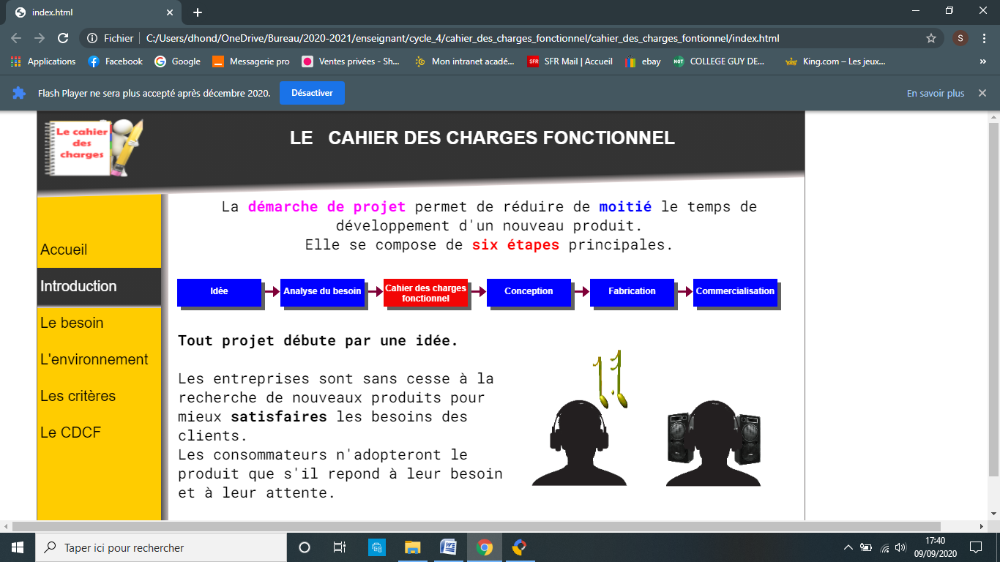 index.html
Fichier
C:/Users/dhond/OneDrive/Bureau/2020-2021/enseignant/cycle_4/cahier_des_charges_fonctionnel/cahier_des_charges_fontionnel/index.html
S
Applications
Facebook
Google
Messagerie pro
Ventes privées - Sh...
Mon intranet acadé...
SFR
SFR Mail | Accueil
ebay
NOT
COLLEGE GUY DE...
King.com – Les jeux...
»
Flash Player ne sera plus accepté après décembre 2020.
Désactiver
En savoir plus
Le cahier
des
charges
LE CAHIER DES CHARGES FONCTIONNEL
Accueil
Introduction
Le besoin
L'environnement
Les critères
Le CDCF
La démarche de projet permet de réduire de moitié le temps de
développement d'un nouveau produit.
Elle se compose de six étapes principales.
Idée
Analyse du besoin
Cahier des charges
fonctionnel
Conception
Fabrication
Commercialisation
Tout projet débute par une idée.
Les entreprises sont sans cesse à la
recherche de nouveaux produits pour
mieux satisfaires les besoins des
clients.
Les consommateurs n'adopteront le
produit que s'il repond à leur besoin
et à leur attente.
Taper ici pour rechercher
17:40
09/09/2020